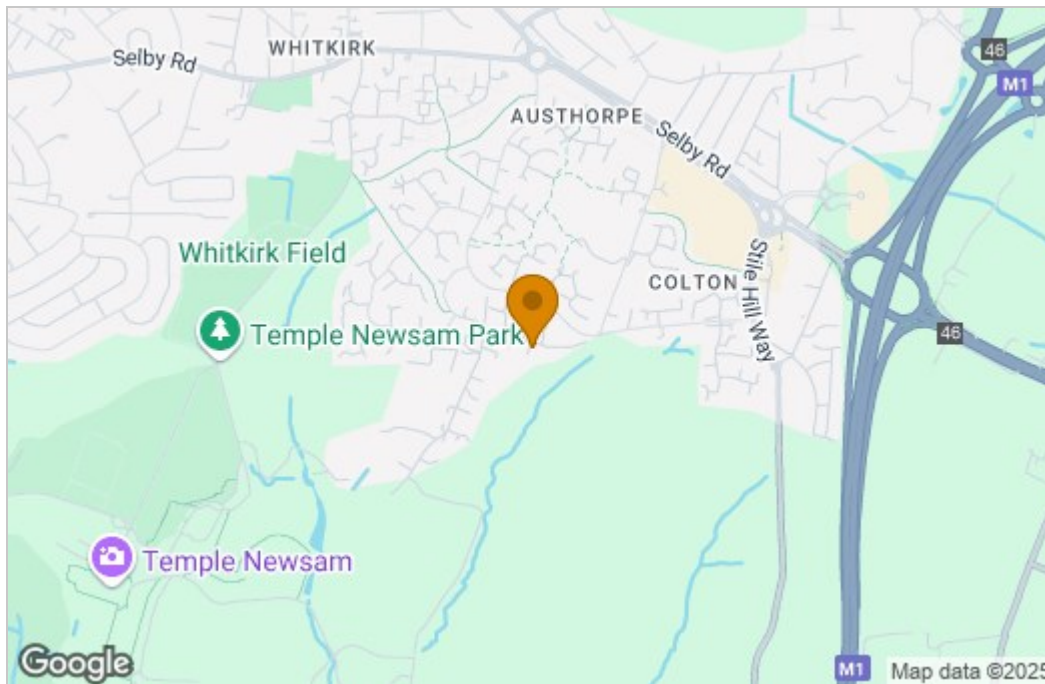 WHITKIRK
Selby Rd
46
M1
AUSTHORPE
Selby Rd
Whitkirk Field
COLTON
Stile Hill Way
Temple Newsam Park
46
Temple Newsam
Google
M1
Map data ©2025